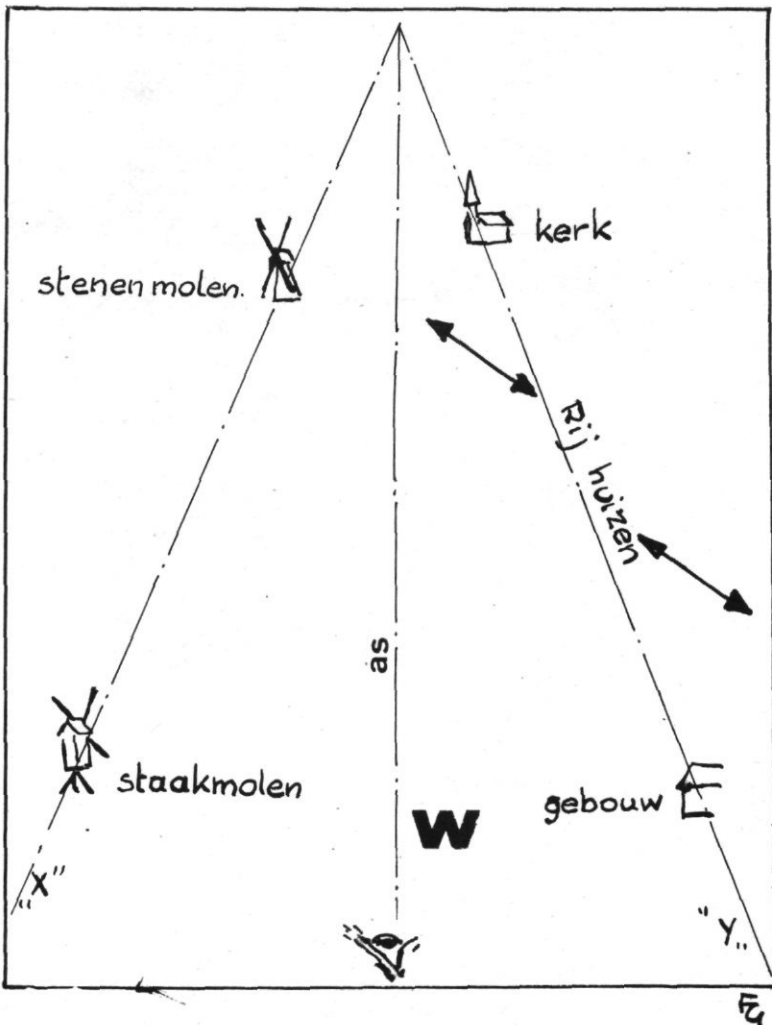 kerk
stenen molen.
Rij huizen
as
staakmolen
gebouw
W
„X”
“Y„